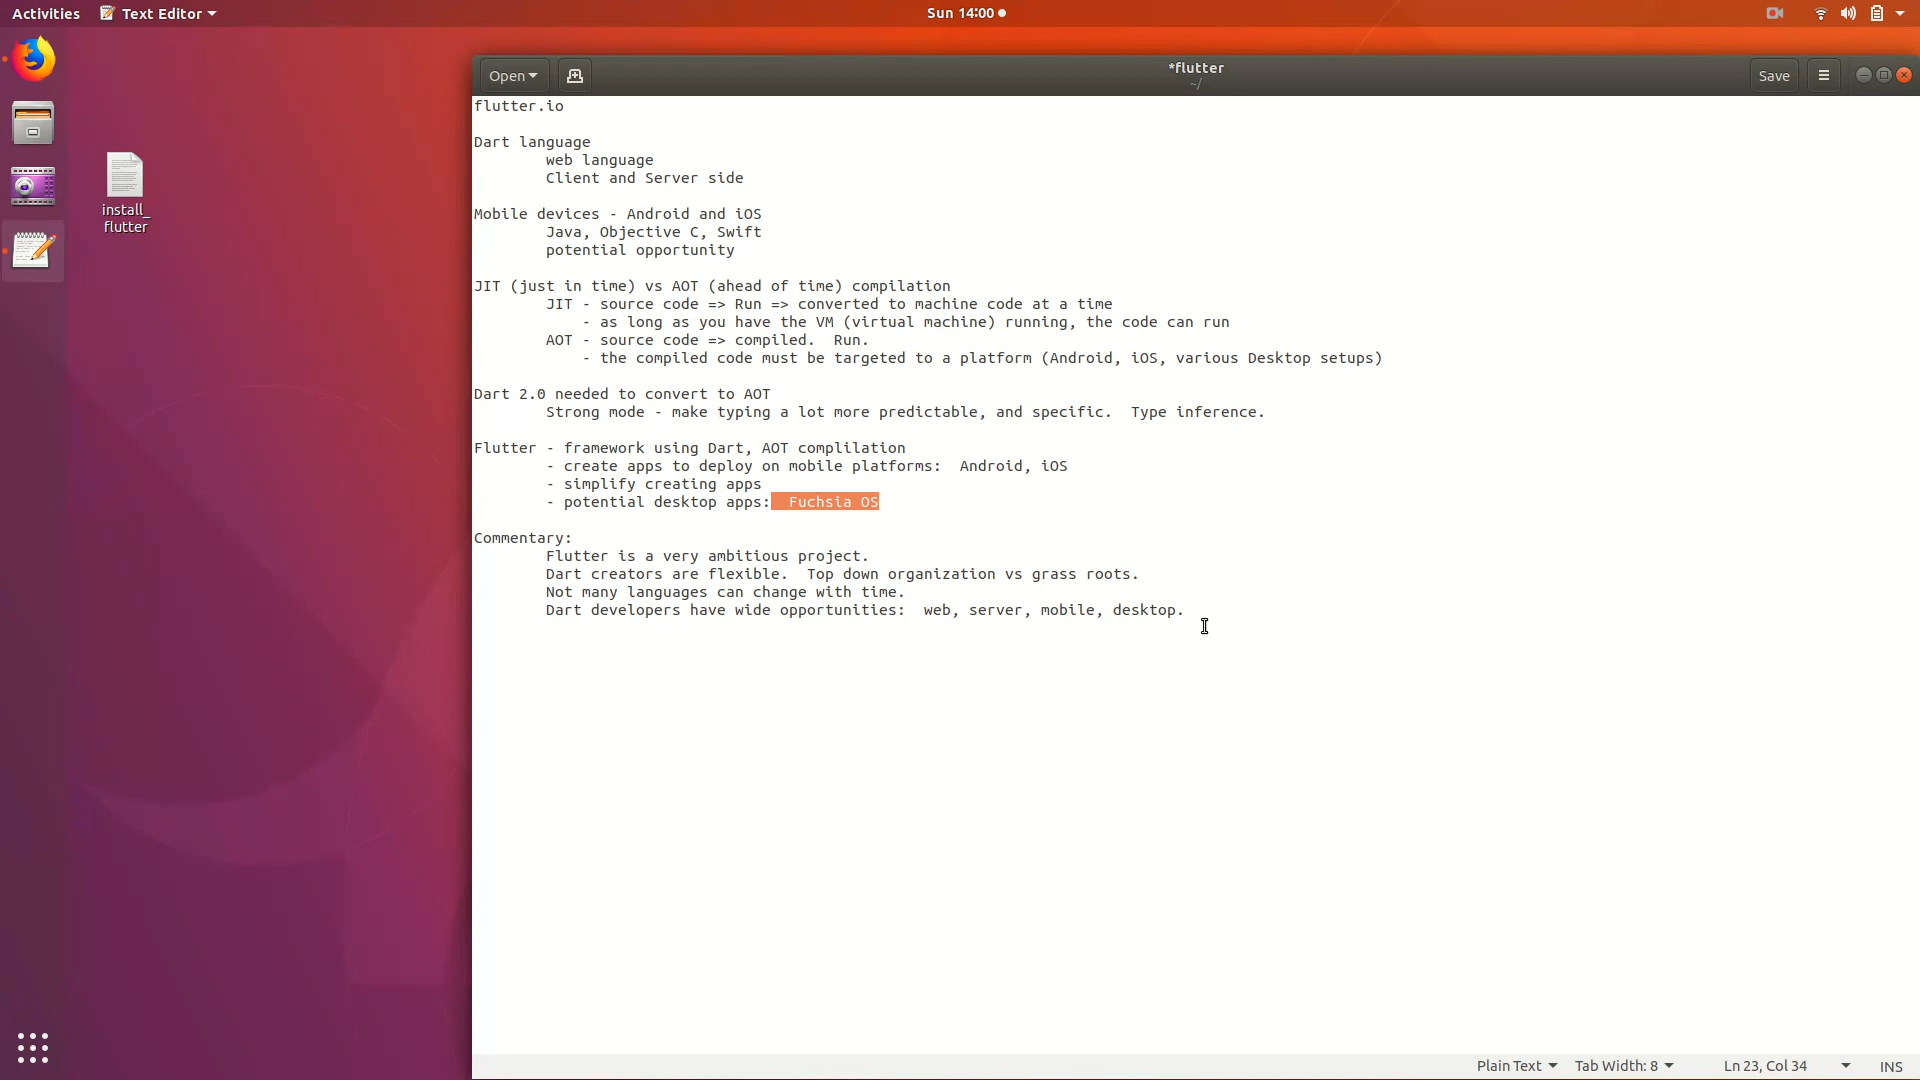 Activities
Text Editor
Sun 14:00
Open
*flutter
~/
Save
install_
flutter
flutter.io
Dart language
web language
Client and Server side
Mobile devices - Android and iOS
Java, Objective C, Swift
potential opportunity
JIT (just in time) vs AOT (ahead of time) compilation
JIT - source code => Run => converted to machine code at a time
- as long as you have the VM (virtual machine) running, the code can run
AOT - source code => compiled.  Run.
- the compiled code must be targeted to a platform (Android, iOS, various Desktop setups)
Dart 2.0 needed to convert to AOT
Strong mode - make typing a lot more predictable, and specific.  Type inference.
Flutter - framework using Dart, AOT complilation
- create apps to deploy on mobile platforms:  Android, iOS
- simplify creating apps
- potential desktop apps:  Fuchsia OS
Commentary:
Flutter is a very ambitious project.
Dart creators are flexible.  Top down organization vs grass roots.
Not many languages can change with time.
Dart developers have wide opportunities:  web, server, mobile, desktop.
Plain Text
Tab Width: 8
Ln 23, Col 34
INS